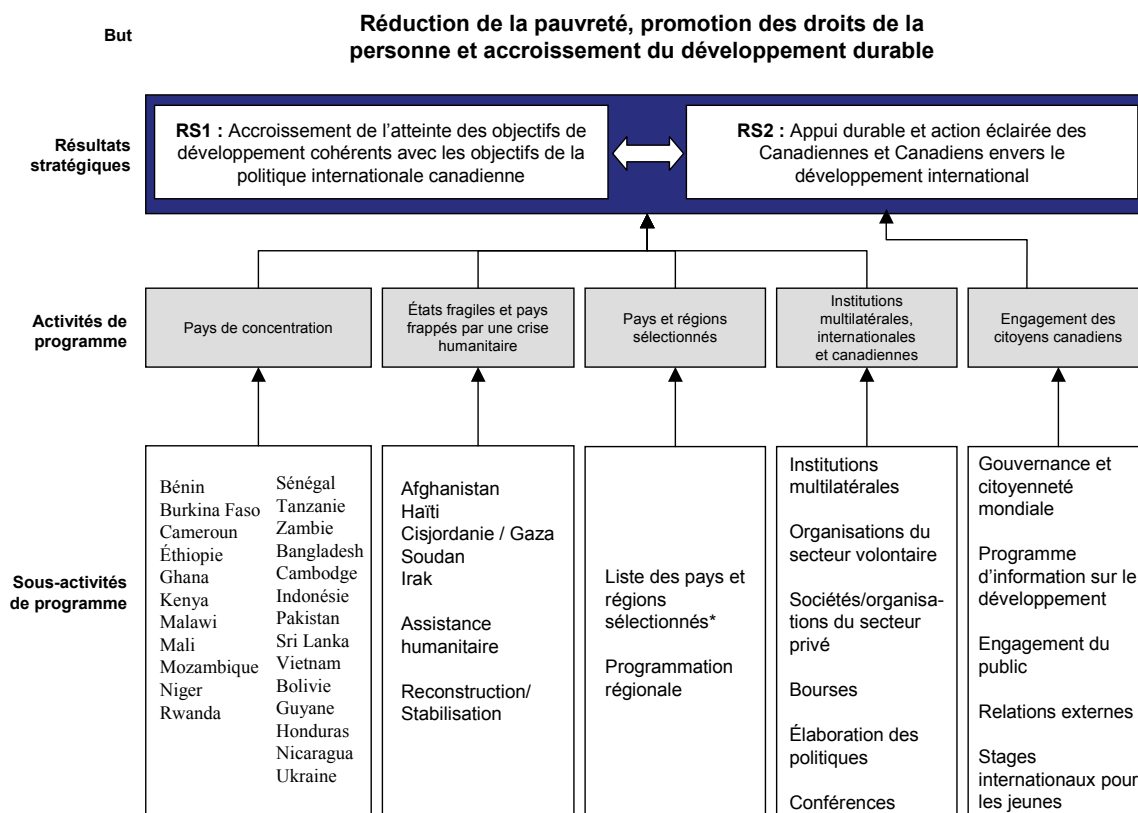 But
Réduction de la pauvreté, promotion des droits de la
personne et accroissement du développement durable
Résultats
stratégiques
RS1 : Accroissement de l'atteinte des objectifs de
développement cohérents avec les objectifs de la
politique internationale canadienne
RS2 : Appui durable et action éclairée des
Canadiennes et Canadiens envers le
développement international
Activités de
programme
Pays de concentration
États fragiles et pays
frappés par une crise
humanitaire
Pays et régions
sélectionnés
Institutions
multilatérales,
internationales
et canadiennes
Engagement des
citoyens canadiens
Sous-activités
de programme
Bénin
Burkina Faso
Cameroun
Éthiopie
Ghana
Kenya
Malawi
Mali
Mozambique
Niger
Rwanda
Sénégal
Tanzanie
Zambie
Bangladesh
Cambodge
Indonésie
Pakistan
Sri Lanka
Vietnam
Bolivie
Guyane
Honduras
Nicaragua
Ukraine
Afghanistan
Haïti
Cisjordanie / Gaza
Soudan
Irak
Assistance
humanitaire
Reconstruction/
Stabilisation
Liste des pays et
régions
sélectionnés*
Programmation
régionale
Institutions
multilatérales
Organisations du
secteur volontaire
Sociétés/organisa-
tions du secteur
privé
Bourses
Élaboration des
politiques
Conférences
Gouvernance et
citoyenneté
mondiale
Programme
d'information sur le
développement
Engagement du
public
Relations externes
Stages
internationaux pour
les jeunes